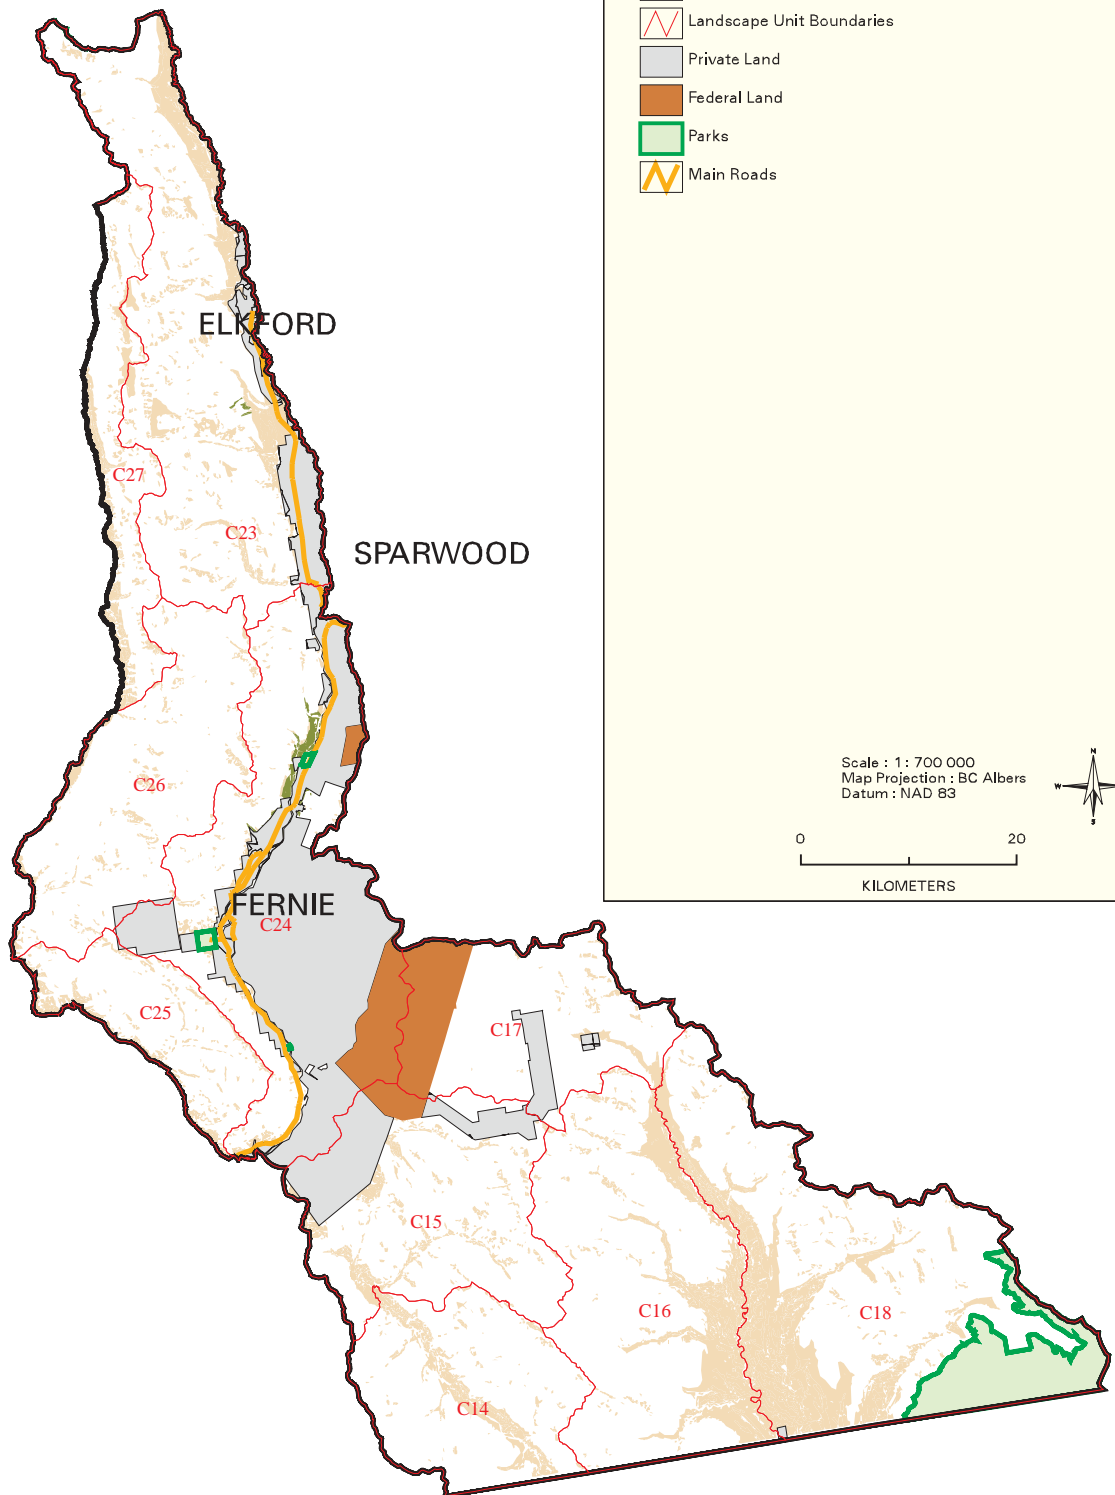 Landscape Unit Boundaries
Private Land
Federal Land
Parks
Main Roads
ELKFORD
C27
C23
SPARWOOD
C26
Scale : 1 : 700 000
Map Projection : BC Albers
Datum : NAD 83
N
W
S
0 20
KILOMETERS
FERNIE
C24
C25
C17
C15
C16
C18
C14